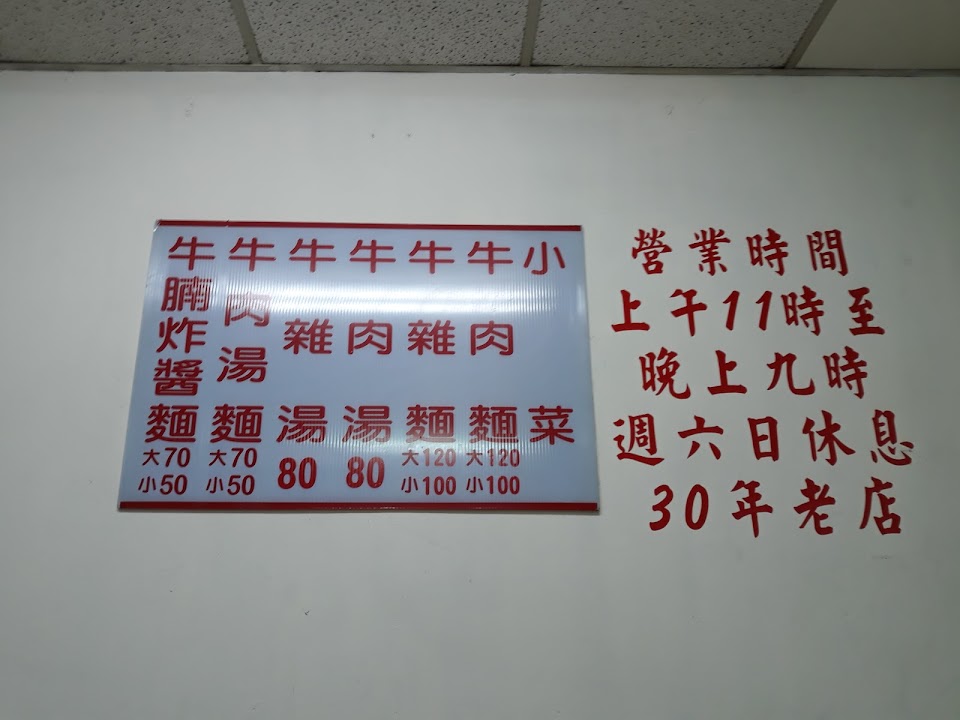 小菜
牛肉麵
大120
小100
牛雜麵
大120
小100
牛肉湯
80
牛雜湯
80
牛肉湯麵
大70
小50
牛腩炸醬麵
大70
小50
營業時間
上午11時至
晚上九時
週六日休息
30年老店